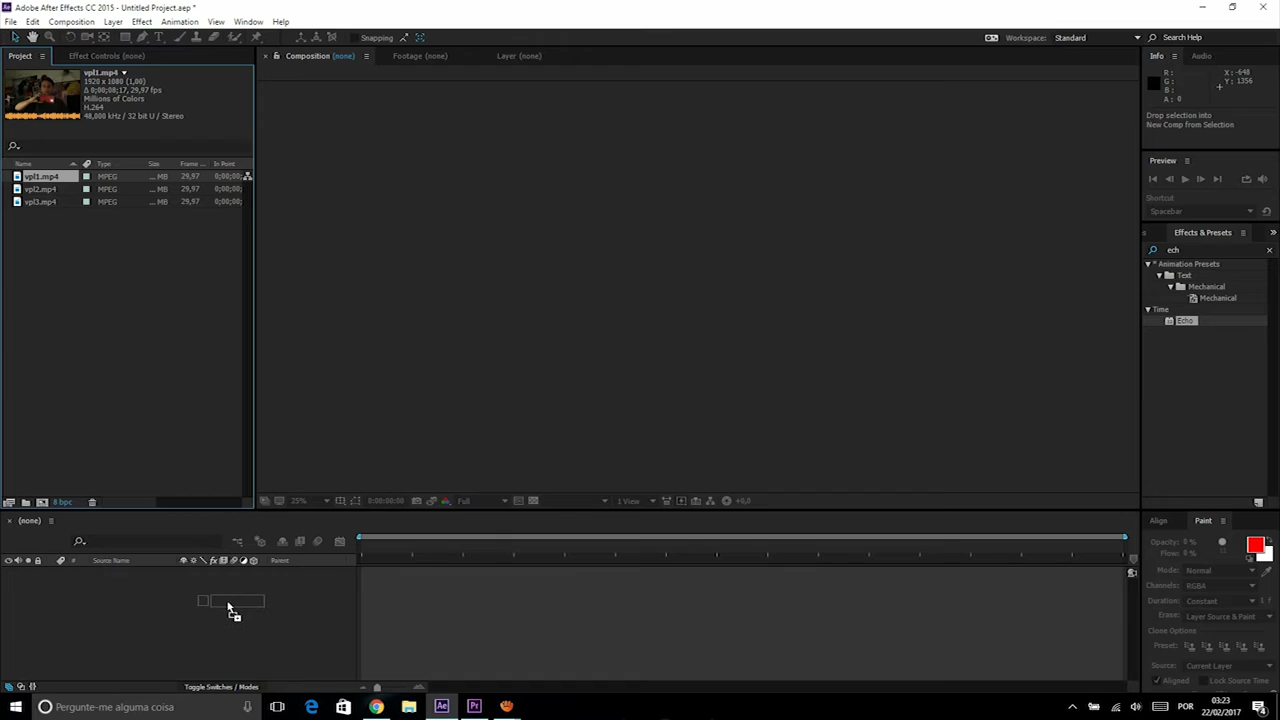 Adobe After Effects CC 2015 - Untitled Project.aep *
File Edit Composition Layer Effect Animation View Window Help
Snapping
Workspace: Standard
Search Help
Project
Effect Controls (none)
Composition (none)
Footage (none)
Layer (none)
Info
Audio
vpl1.mp4
1920 x 1080 (1,00)
Δ 0;00;08;17, 29,97 fps
Millions of Colors
H.264
48,000 kHz / 32 bit U / Stereo
R :
G :
B :
A : 0
X : -648
Y : 1356
Drop selection into
New Comp from Selection
Name Type Size Frame ... In Point
vpl1.mp4 MPEG ... MB 29,97 0;00;00;
vpl2.mp4 MPEG ... MB 29,97 0;00;00;
vpl3.mp4 MPEG ... MB 29,97 0;00;00;
Preview
Shortcut
Spacebar
Effects & Presets
ech
* Animation Presets
Text
Mechanical
Mechanical
Time
Echo
8 bpc
25%
0:00:00:00
Full
1 View
+0,0
(none)
# Source Name
Parent
Align
Paint
Opacity: 0 %
Flow: 0 %
Mode: Normal
Channels: RGBA
Duration: Constant 1 f
Erase: Layer Source & Paint
Clone Options
Preset:
Source: Current Layer
Aligned Lock Source Time
Toggle Switches / Modes
Pergunte-me alguma coisa
POR
03:23
22/02/2017